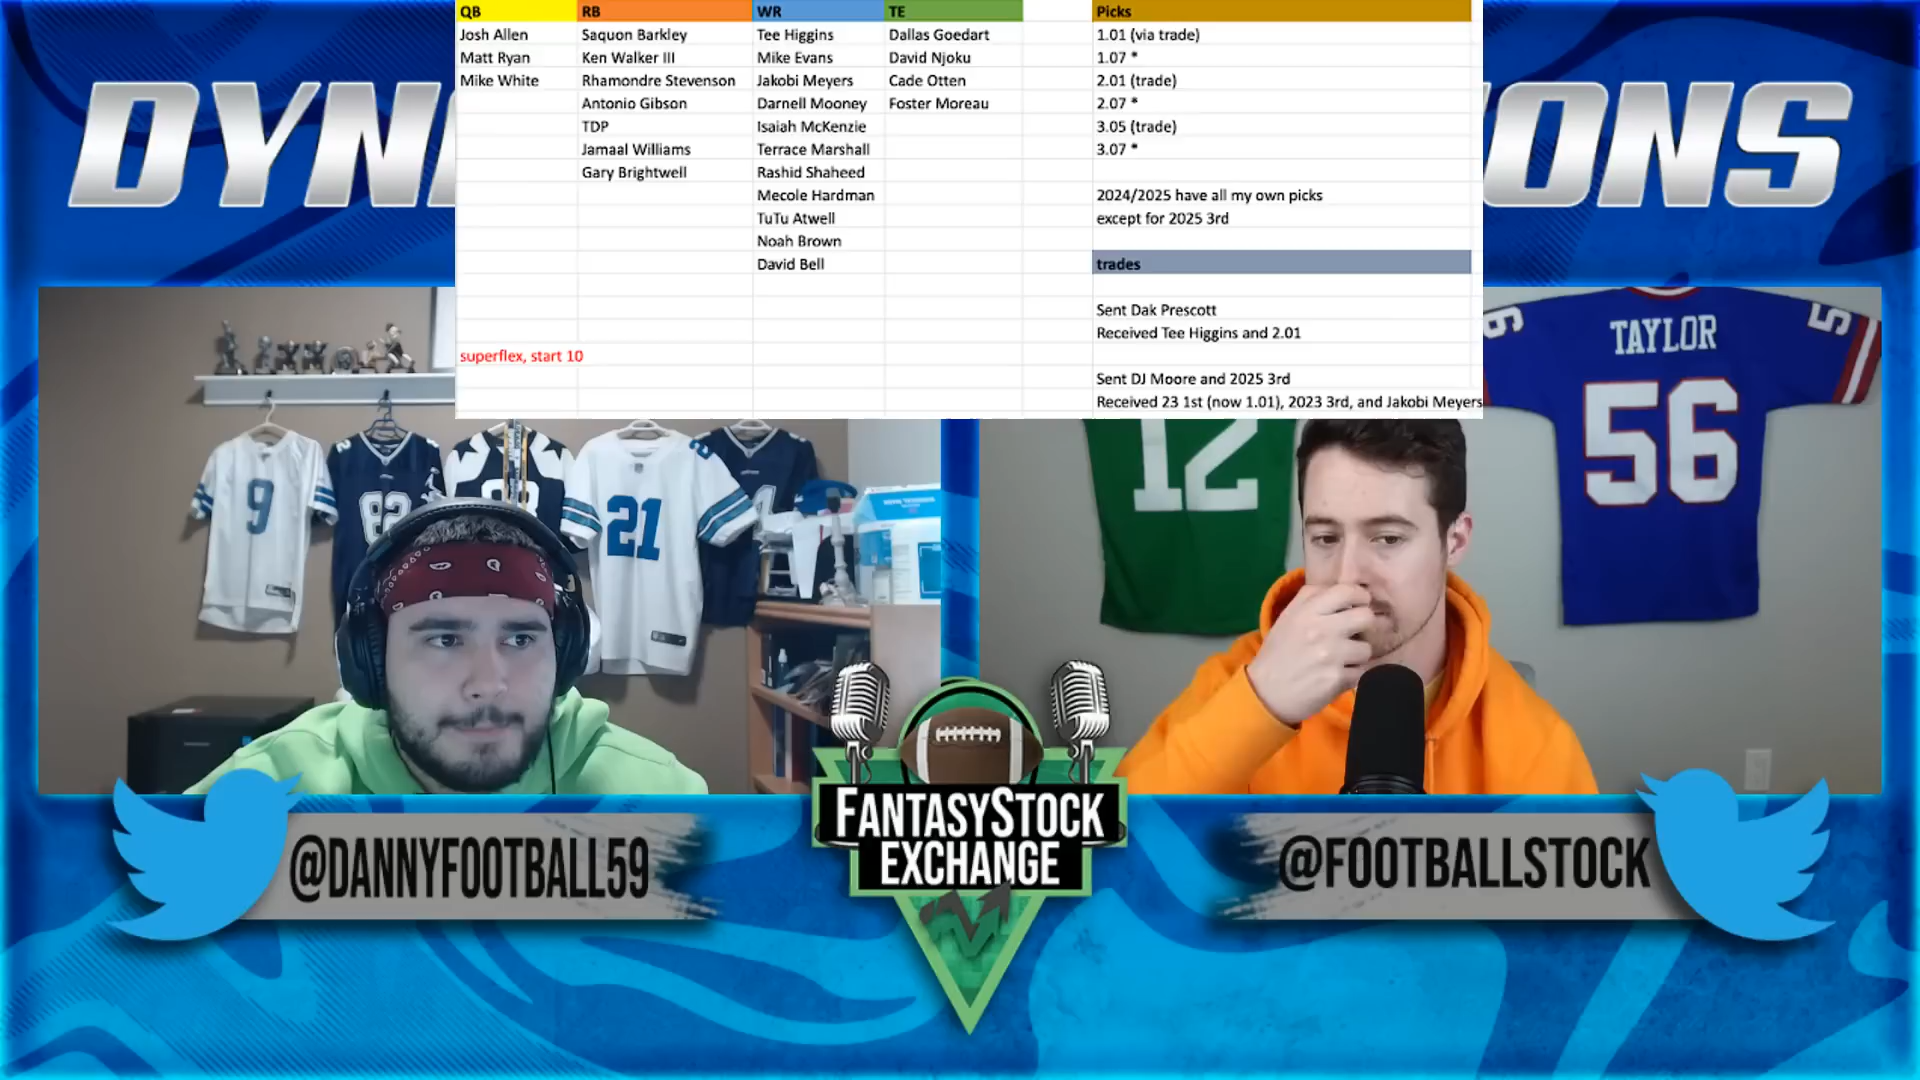 QB RB WR TE Picks
Josh Allen Saquon Barkley Tee Higgins Dallas Goedart 1.01 (via trade)
Matt Ryan Ken Walker III Mike Evans David Njoku 1.07 *
Mike White Rhamondre Stevenson Jakobi Meyers Cade Otten 2.01 (trade)
Antonio Gibson Darnell Mooney Foster Moreau 2.07 *
TDP Isaiah McKenzie 3.05 (trade)
Jamaal Williams Terrace Marshall 3.07 *
Gary Brightwell Rashid Shaheed
Mecole Hardman 2024/2025 have all my own picks
TuTu Atwell except for 2025 3rd
Noah Brown
David Bell trades
Sent Dak Prescott
Received Tee Higgins and 2.01
superflex, start 10
Sent DJ Moore and 2025 3rd
Received 23 1st (now 1.01), 2023 3rd, and Jakobi Meyers
DYN ONS
TAYLOR
56
5
12
9
82
21
FANTASYSTOCK
EXCHANGE
@DANNYFOOTBALL59
@FOOTBALLSTOCK